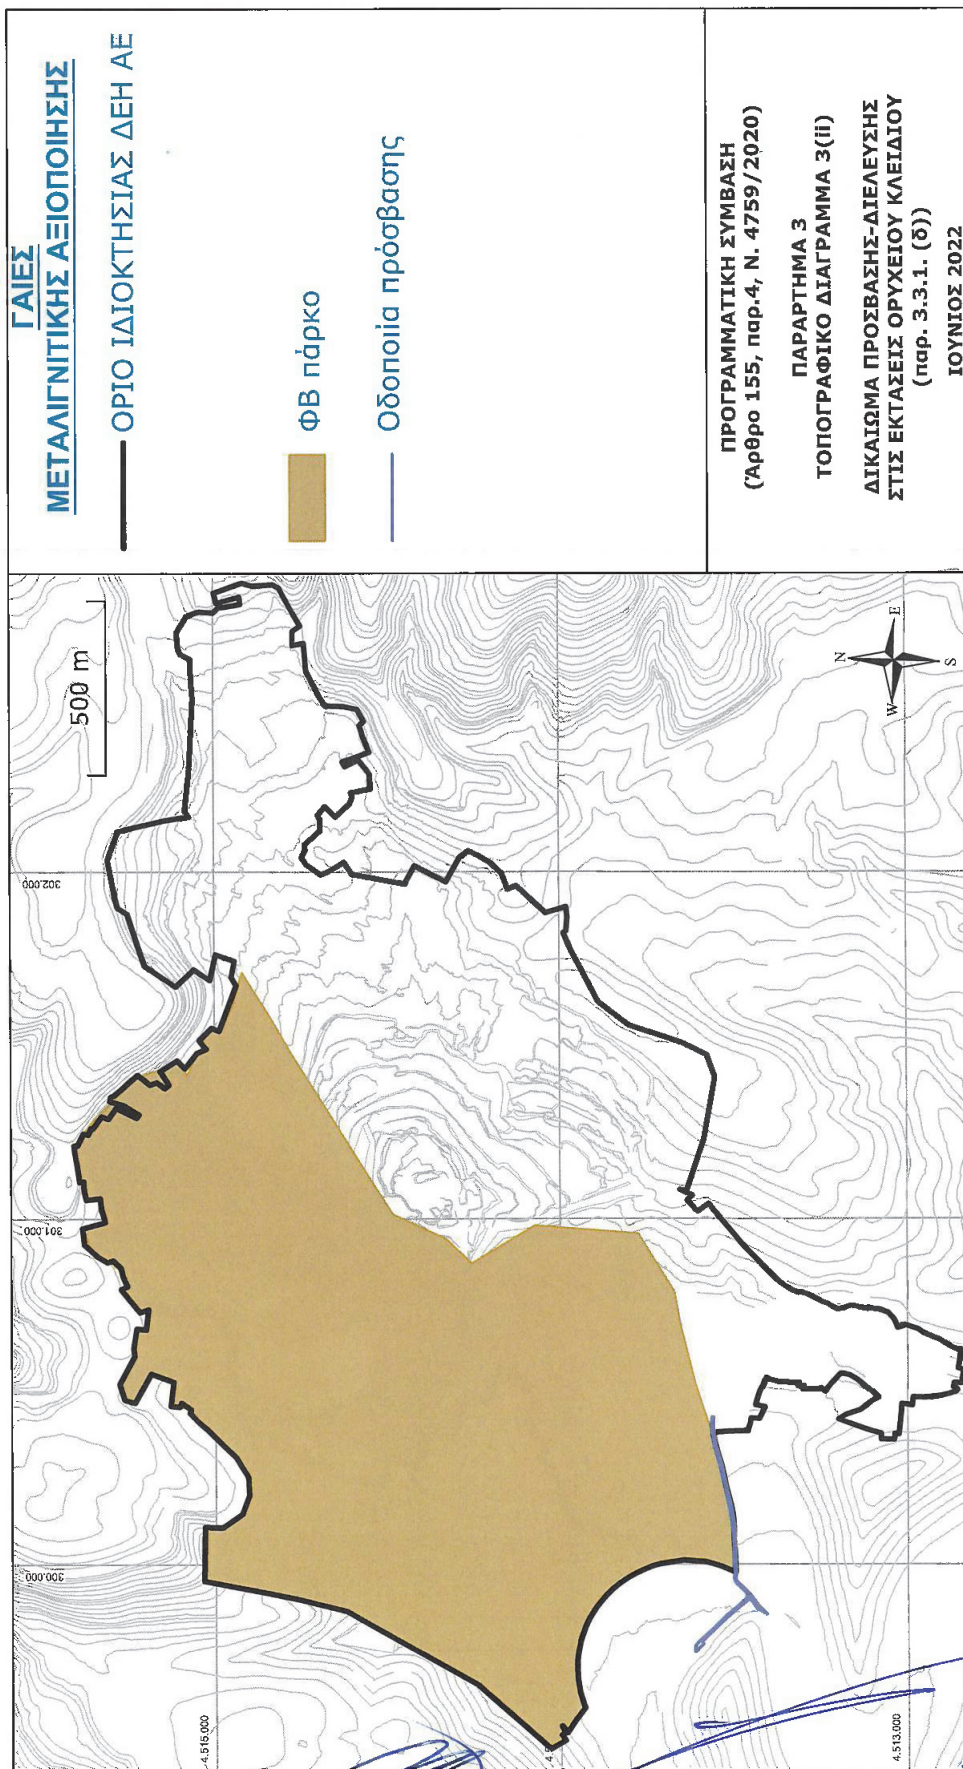 ΓΑΙΕΣ
ΜΕΤΑΛΙΓΝΙΤΙΚΗΣ ΑΞΙΟΠΟΙΗΣΗΣ
ΟΡΙΟ ΙΔΙΟΚΤΗΣΙΑΣ ΔΕΗ ΑΕ
ΦΒ πάρκο
Οδοποιία πρόσβασης
ΠΡΟΓΡΑΜΜΑΤΙΚΗ ΣΥΜΒΑΣΗ
(Άρθρο 155, παρ.4, Ν. 4759/2020)
ΠΑΡΑΡΤΗΜΑ 3
ΤΟΠΟΓΡΑΦΙΚΟ ΔΙΑΓΡΑΜΜΑ 3(ii)
ΔΙΚΑΙΩΜΑ ΠΡΟΣΒΑΣΗΣ-ΔΙΕΛΕΥΣΗΣ
ΣΤΙΣ ΕΚΤΑΣΕΙΣ ΟΡΥΧΕΙΟΥ ΚΛΕΙΔΙΟΥ
(παρ. 3.3.1. (δ))
ΙΟΥΝΙΟΣ 2022
500 m
302.000
301.000
300.000
4.515.000
4.513.000
N
E
S
W